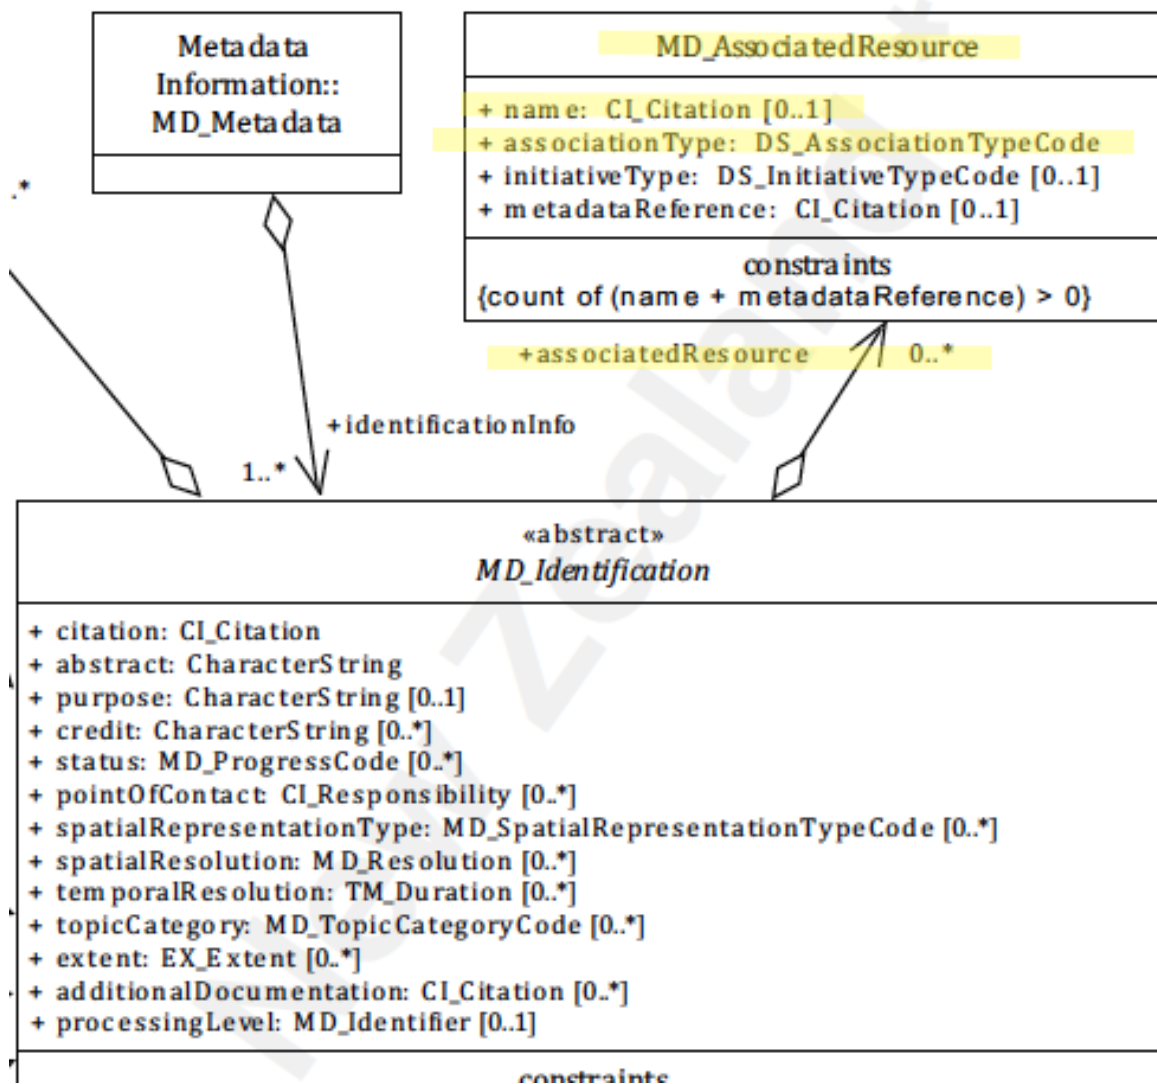 Metadata
Information::
MD_Metadata
MD_AssociatedResource
+ name: CI_Citation [0..1]
+ associationType: DS_AssociationTypeCode
+ initiativeType: DS_InitiativeTypeCode [0..1]
+ metadataReference: CI_Citation [0..1]
constraints
{count of (name + metadataReference) > 0}
..*
+associatedResource 0..*
+identificationInfo
1..*
«abstract»
MD_Identification
+ citation: CI_Citation
+ abstract: CharacterString
+ purpose: CharacterString [0..1]
+ credit: CharacterString [0..*]
+ status: MD_ProgressCode [0..*]
+ pointOfContact: CI_Responsibility [0..*]
+ spatialRepresentationType: MD_SpatialRepresentationTypeCode [0..*]
+ spatialResolution: MD_Resolution [0..*]
+ temporalResolution: TM_Duration [0..*]
+ topicCategory: MD_TopicCategoryCode [0..*]
+ extent: EX_Extent [0..*]
+ additionalDocumentation: CI_Citation [0..*]
+ processingLevel: MD_Identifier [0..1]
constraints
New Zealand